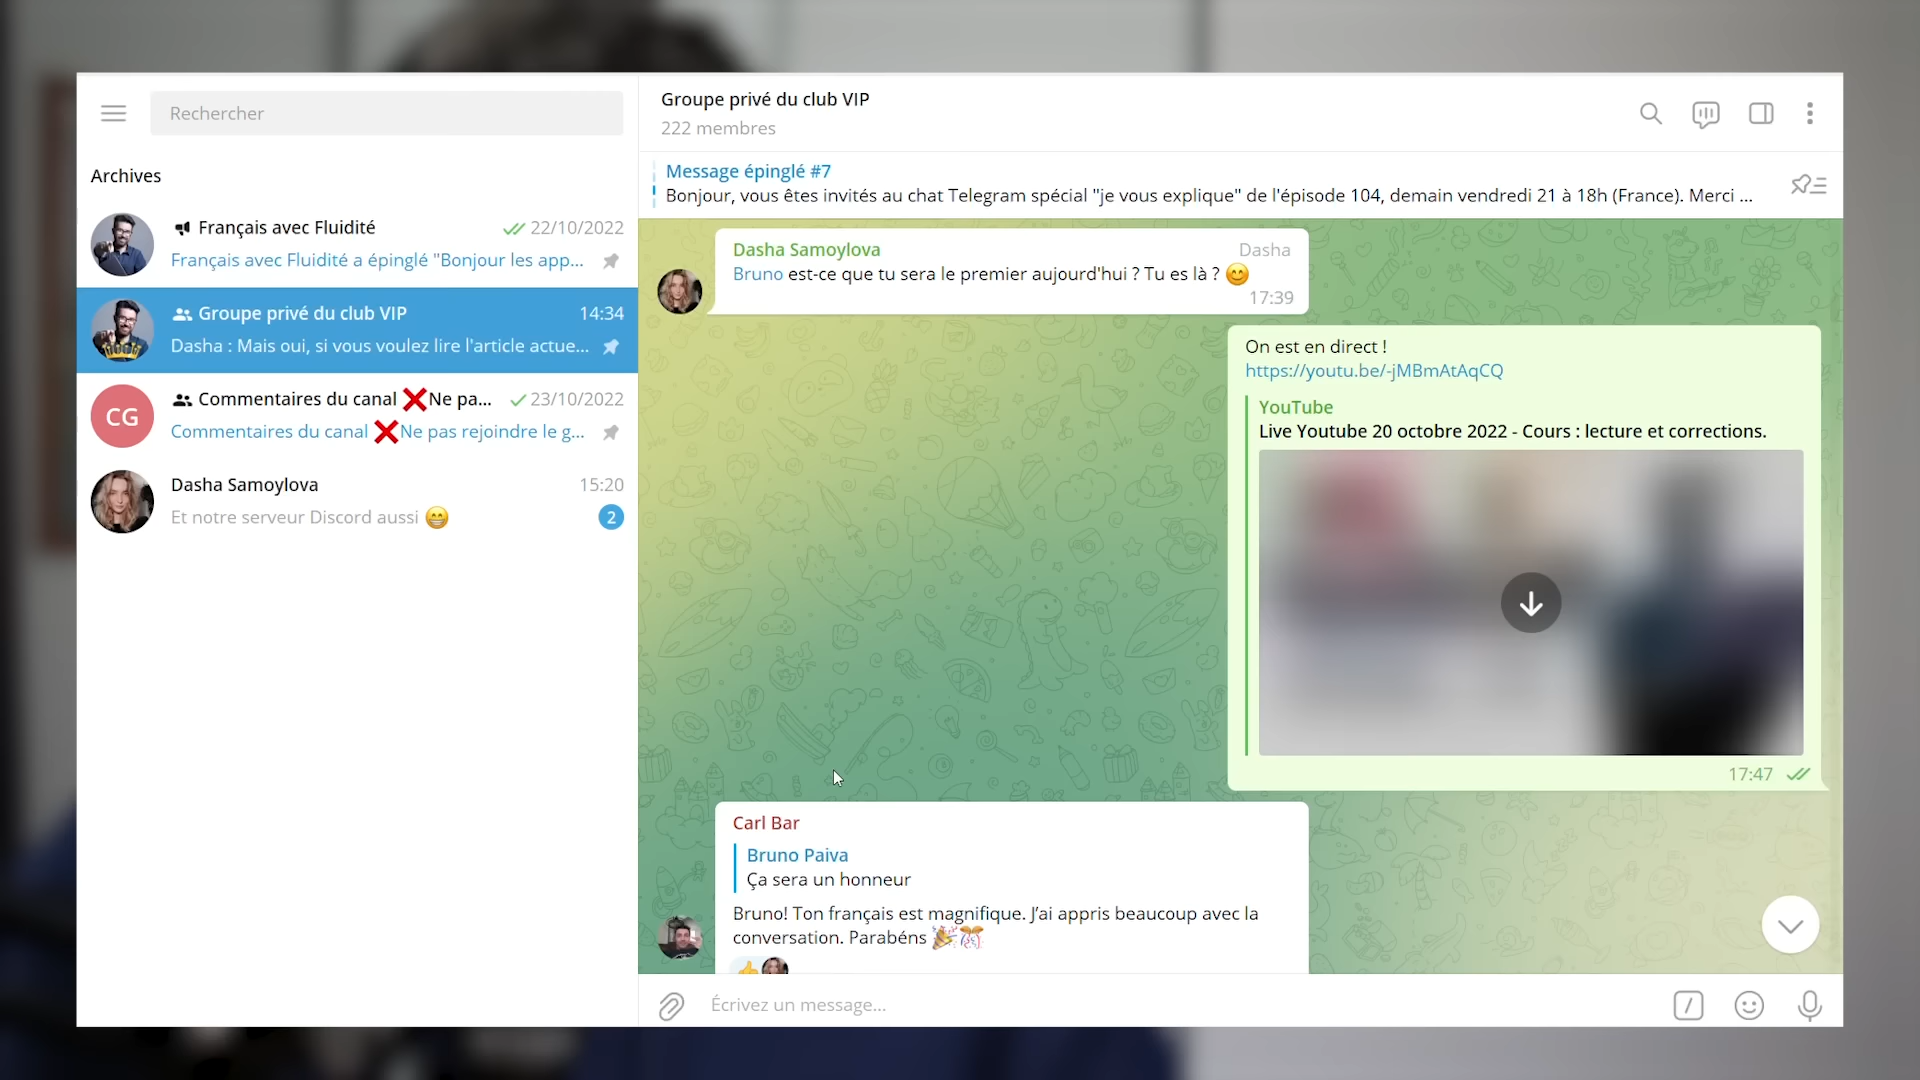 Rechercher
Archives
Français avec Fluidité
22/10/2022
Français avec Fluidité a épinglé "Bonjour les app...
Groupe privé du club VIP
14:34
Dasha : Mais oui, si vous voulez lire l'article actue...
CG
Commentaires du canal ❌Ne pa...
23/10/2022
Commentaires du canal ❌Ne pas rejoindre le g...
Dasha Samoylova
15:20
Et notre serveur Discord aussi 😁
2
Groupe privé du club VIP
222 membres
Message épinglé #7
Bonjour, vous êtes invités au chat Telegram spécial "je vous explique" de l'épisode 104, demain vendredi 21 à 18h (France). Merci ...
Dasha Samoylova
Dasha
Bruno est-ce que tu sera le premier aujourd'hui ? Tu es là ? 😊
17:39
On est en direct !
https://youtu.be/-jMBmAtAqCQ
YouTube
Live Youtube 20 octobre 2022 - Cours : lecture et corrections.
17:47
Carl Bar
Bruno Paiva
Ça sera un honneur
Bruno! Ton français est magnifique. J'ai appris beaucoup avec la
conversation. Parabéns 🎉🎊
Écrivez un message...